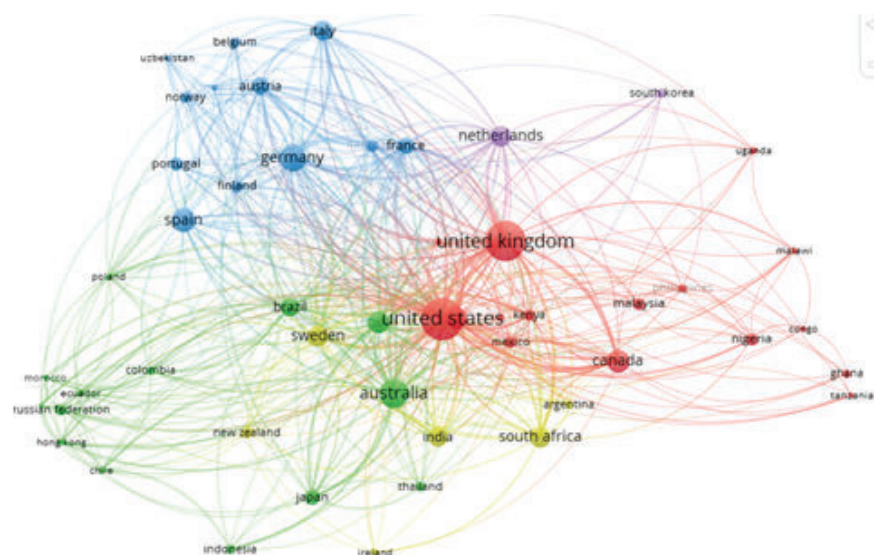 italy
belgium
uzbekistan
austria
norway
south korea
netherlands
france
germany
uganda
portugal
finland
spain
united kingdom
malawi
poland
philippines
malaysia
brazil
kenya
united states
congo
sweden
mexico
nigeria
canada
colombia
ghana
morocco
ecuador
australia
tanzania
russian federation
argentina
new zealand
india
south africa
hong kong
chile
thailand
japan
indonesia
ireland